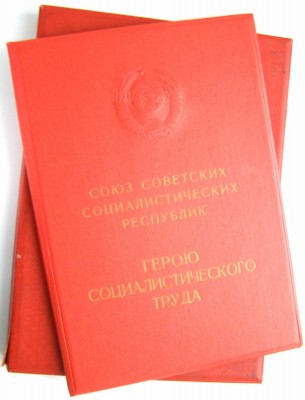 СОЮЗ СОВЕТСКИХ
СОЦИАЛИСТИЧЕСКИХ
РЕСПУБЛИК
ГЕРОЮ
СОЦИАЛИСТИЧЕСКОГО
ТРУДА